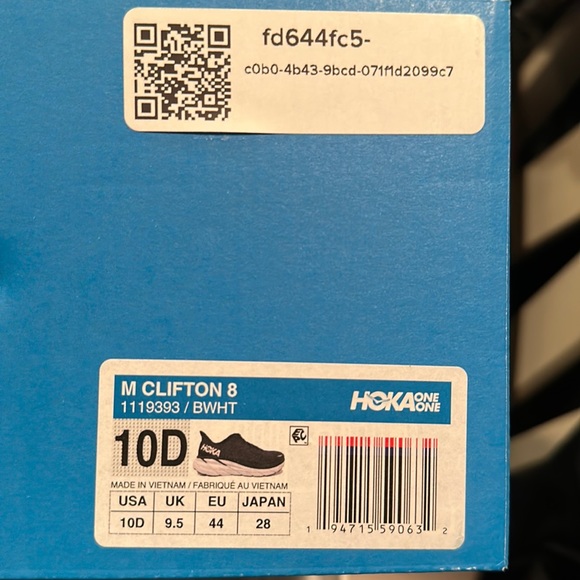 fd644fc5-
c0b0-4b43-9bcd-071f1d2099c7
M CLIFTON 8
1119393 / BWHT
HOKA ONE ONE
10D
HOKA
MADE IN VIETNAM / FABRIQUÉ AU VIETNAM
USA UK EU JAPAN
10D 9.5 44 28
1 94715 59063 2